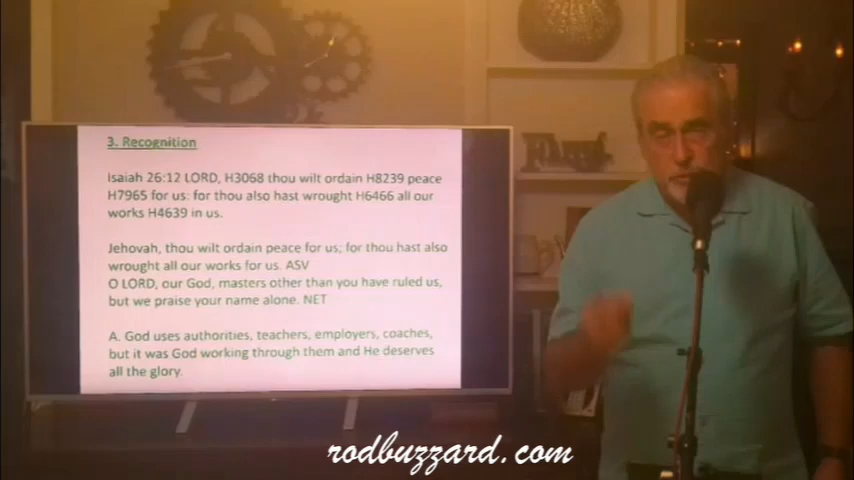 3. Recognition
Isaiah 26:12 LORD, H3068 thou wilt ordain H8239 peace
H7965 for us: for thou also hast wrought H6466 all our
works H4639 in us.
Jehovah, thou wilt ordain peace for us; for thou hast also
wrought all our works for us. ASV
O LORD, our God, masters other than you have ruled us,
but we praise your name alone. NET
A. God uses authorities, teachers, employers, coaches,
but it was God working through them and He deserves
all the glory.
rodbuzzard.com